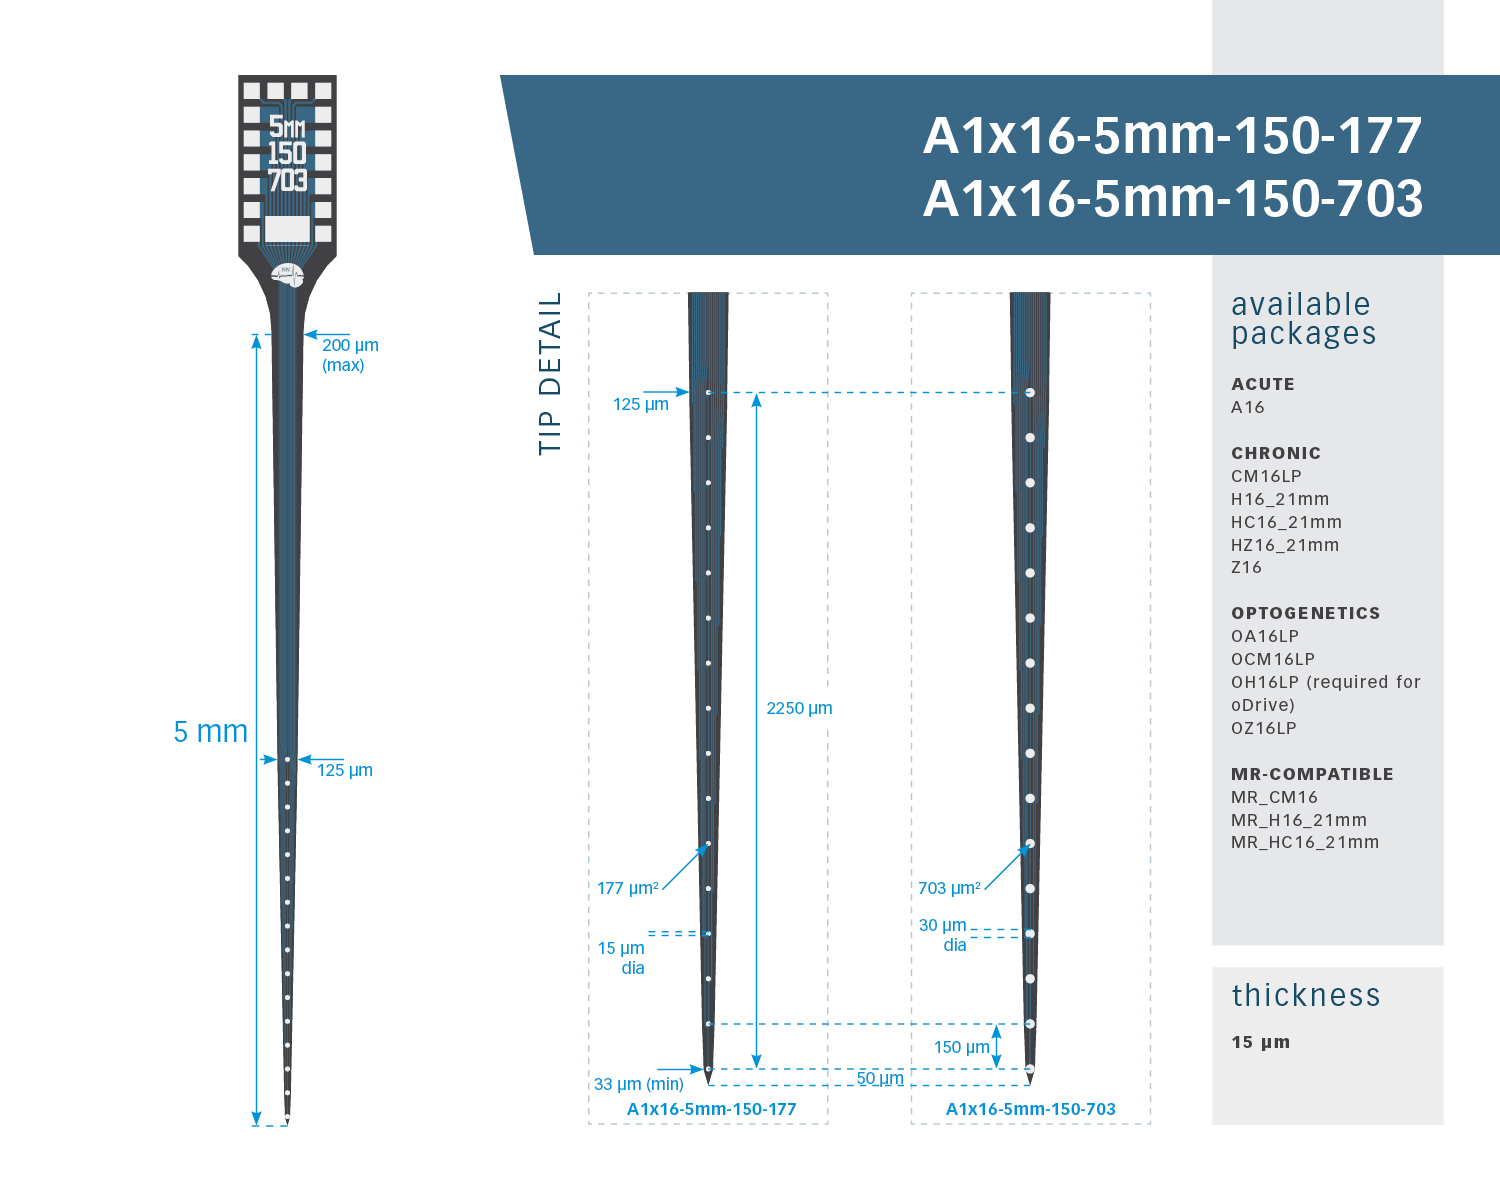 A1x16-5mm-150-177
A1x16-5mm-150-703
5MM
150
703
NN
200 µm
(max)
5 mm
125 µm
TIP DETAIL
125 µm
2250 µm
177 µm²
15 µm
dia
33 µm (min)
A1x16-5mm-150-177
703 µm²
30 µm
dia
150 µm
50 µm
A1x16-5mm-150-703
available
packages
ACUTE
A16
CHRONIC
CM16LP
H16_21mm
HC16_21mm
HZ16_21mm
Z16
OPTOGENETICS
OA16LP
OCM16LP
OH16LP (required for
oDrive)
OZ16LP
MR-COMPATIBLE
MR_CM16
MR_H16_21mm
MR_HC16_21mm
thickness
15 µm